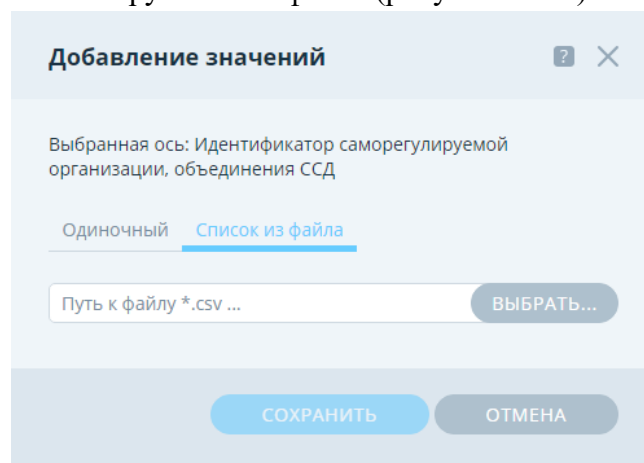 Добавление значений
?
Выбранная ось: Идентификатор саморегулируемой
организации, объединения ССД
Одиночный Список из файла
Путь к файлу *.csv ... ВЫБРАТЬ...
СОХРАНИТЬ ОТМЕНА